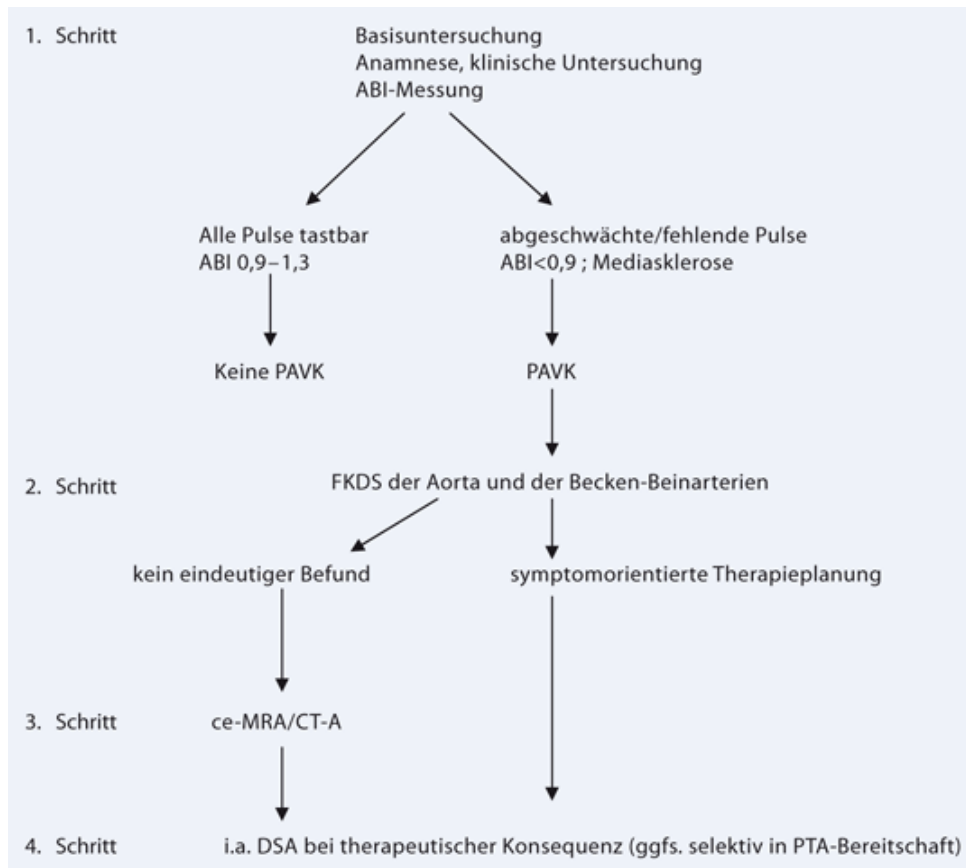 1. Schritt Basisuntersuchung
Anamnese, klinische Untersuchung
ABI-Messung
Alle Pulse tastbar
ABI 0,9–1,3
abgeschwächte/fehlende Pulse
ABI<0,9 ; Mediasklerose
Keine PAVK
PAVK
2. Schritt FKDS der Aorta und der Becken-Beinarterien
kein eindeutiger Befund
symptomorientierte Therapieplanung
3. Schritt ce-MRA/CT-A
4. Schritt i.a. DSA bei therapeutischer Konsequenz (ggfs. selektiv in PTA-Bereitschaft)